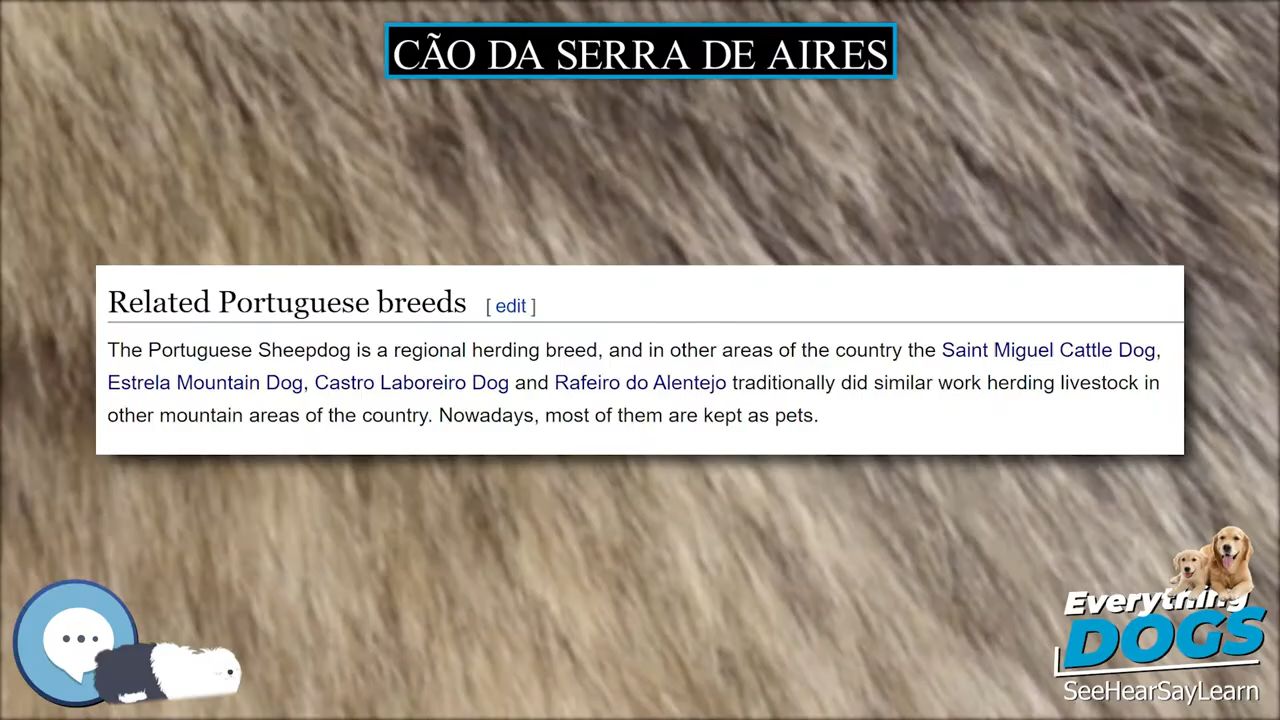 CÃO DA SERRA DE AIRES
Related Portuguese breeds [ edit ]
The Portuguese Sheepdog is a regional herding breed, and in other areas of the country the Saint Miguel Cattle Dog,
Estrela Mountain Dog, Castro Laboreiro Dog and Rafeiro do Alentejo traditionally did similar work herding livestock in
other mountain areas of the country. Nowadays, most of them are kept as pets.
Everything
DOGS
SeeHearSayLearn